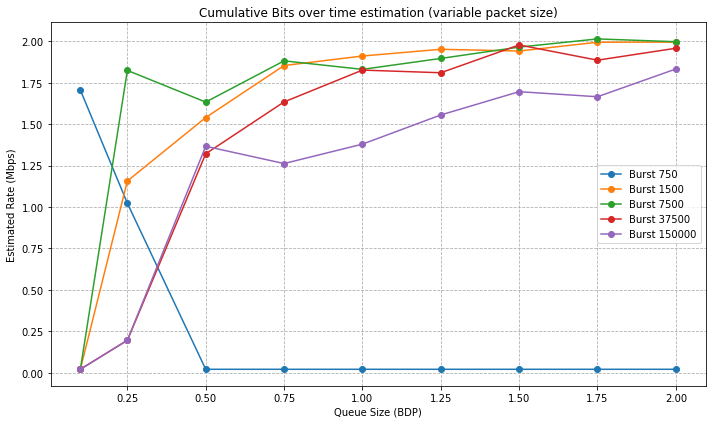 Cumulative Bits over time estimation (variable packet size)
Estimated Rate (Mbps)
2.00
1.75
1.50
1.25
1.00
0.75
0.50
0.25
0.00
Burst 750
Burst 1500
Burst 7500
Burst 37500
Burst 150000
0.25 0.50 0.75 1.00 1.25 1.50 1.75 2.00
Queue Size (BDP)